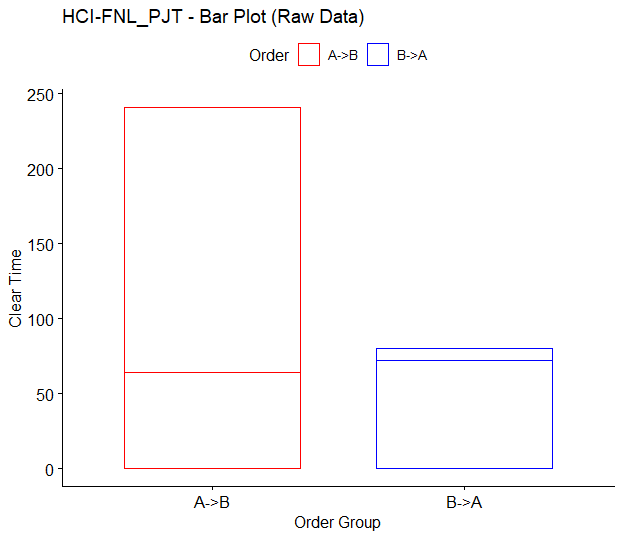 HCI-FNL_PJT - Bar Plot (Raw Data)
Order A->B B->A
250
200
150
100
50
0
Clear Time
A->B B->A
Order Group